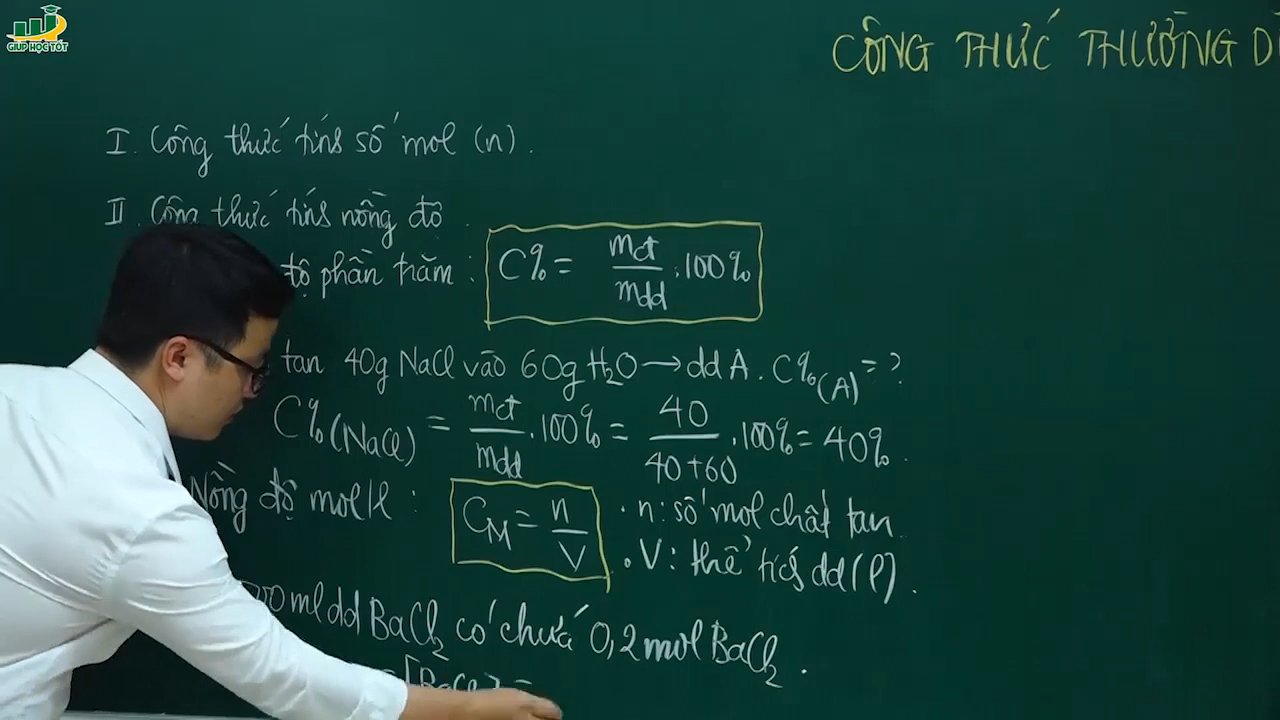 GIÚP HỌC TỐT
CÔNG THỨC THƯỜNG
I. Công thức tính số mol (n).
II. Công thức tính nồng độ
độ phần trăm : C% = mct/mdd .100%
tan 40g NaCl vào 60g H₂O → dd A. C%(A) = ?
C%(NaCl) = mct/mdd .100% = 40/(40+60) .100% = 40%.
Nồng độ mol/l : CM = n/V
• n: số mol chất tan
• V: thể tích dd (l).
ml dd BaCl₂ có chứa 0,2 mol BaCl₂.
[BaCl₂] =